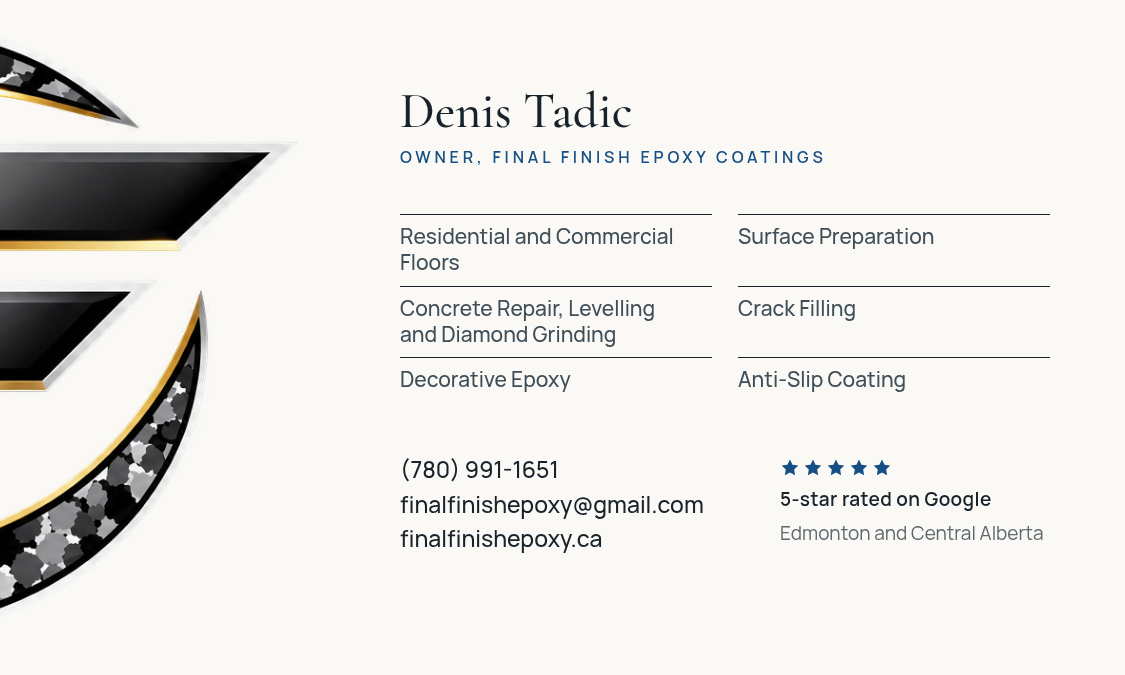 Denis Tadic
OWNER, FINAL FINISH EPOXY COATINGS
Residential and Commercial
Floors
Surface Preparation
Concrete Repair, Levelling
and Diamond Grinding
Crack Filling
Decorative Epoxy
Anti-Slip Coating
(780) 991-1651
finalfinishepoxy@gmail.com
finalfinishepoxy.ca
5-star rated on Google
Edmonton and Central Alberta